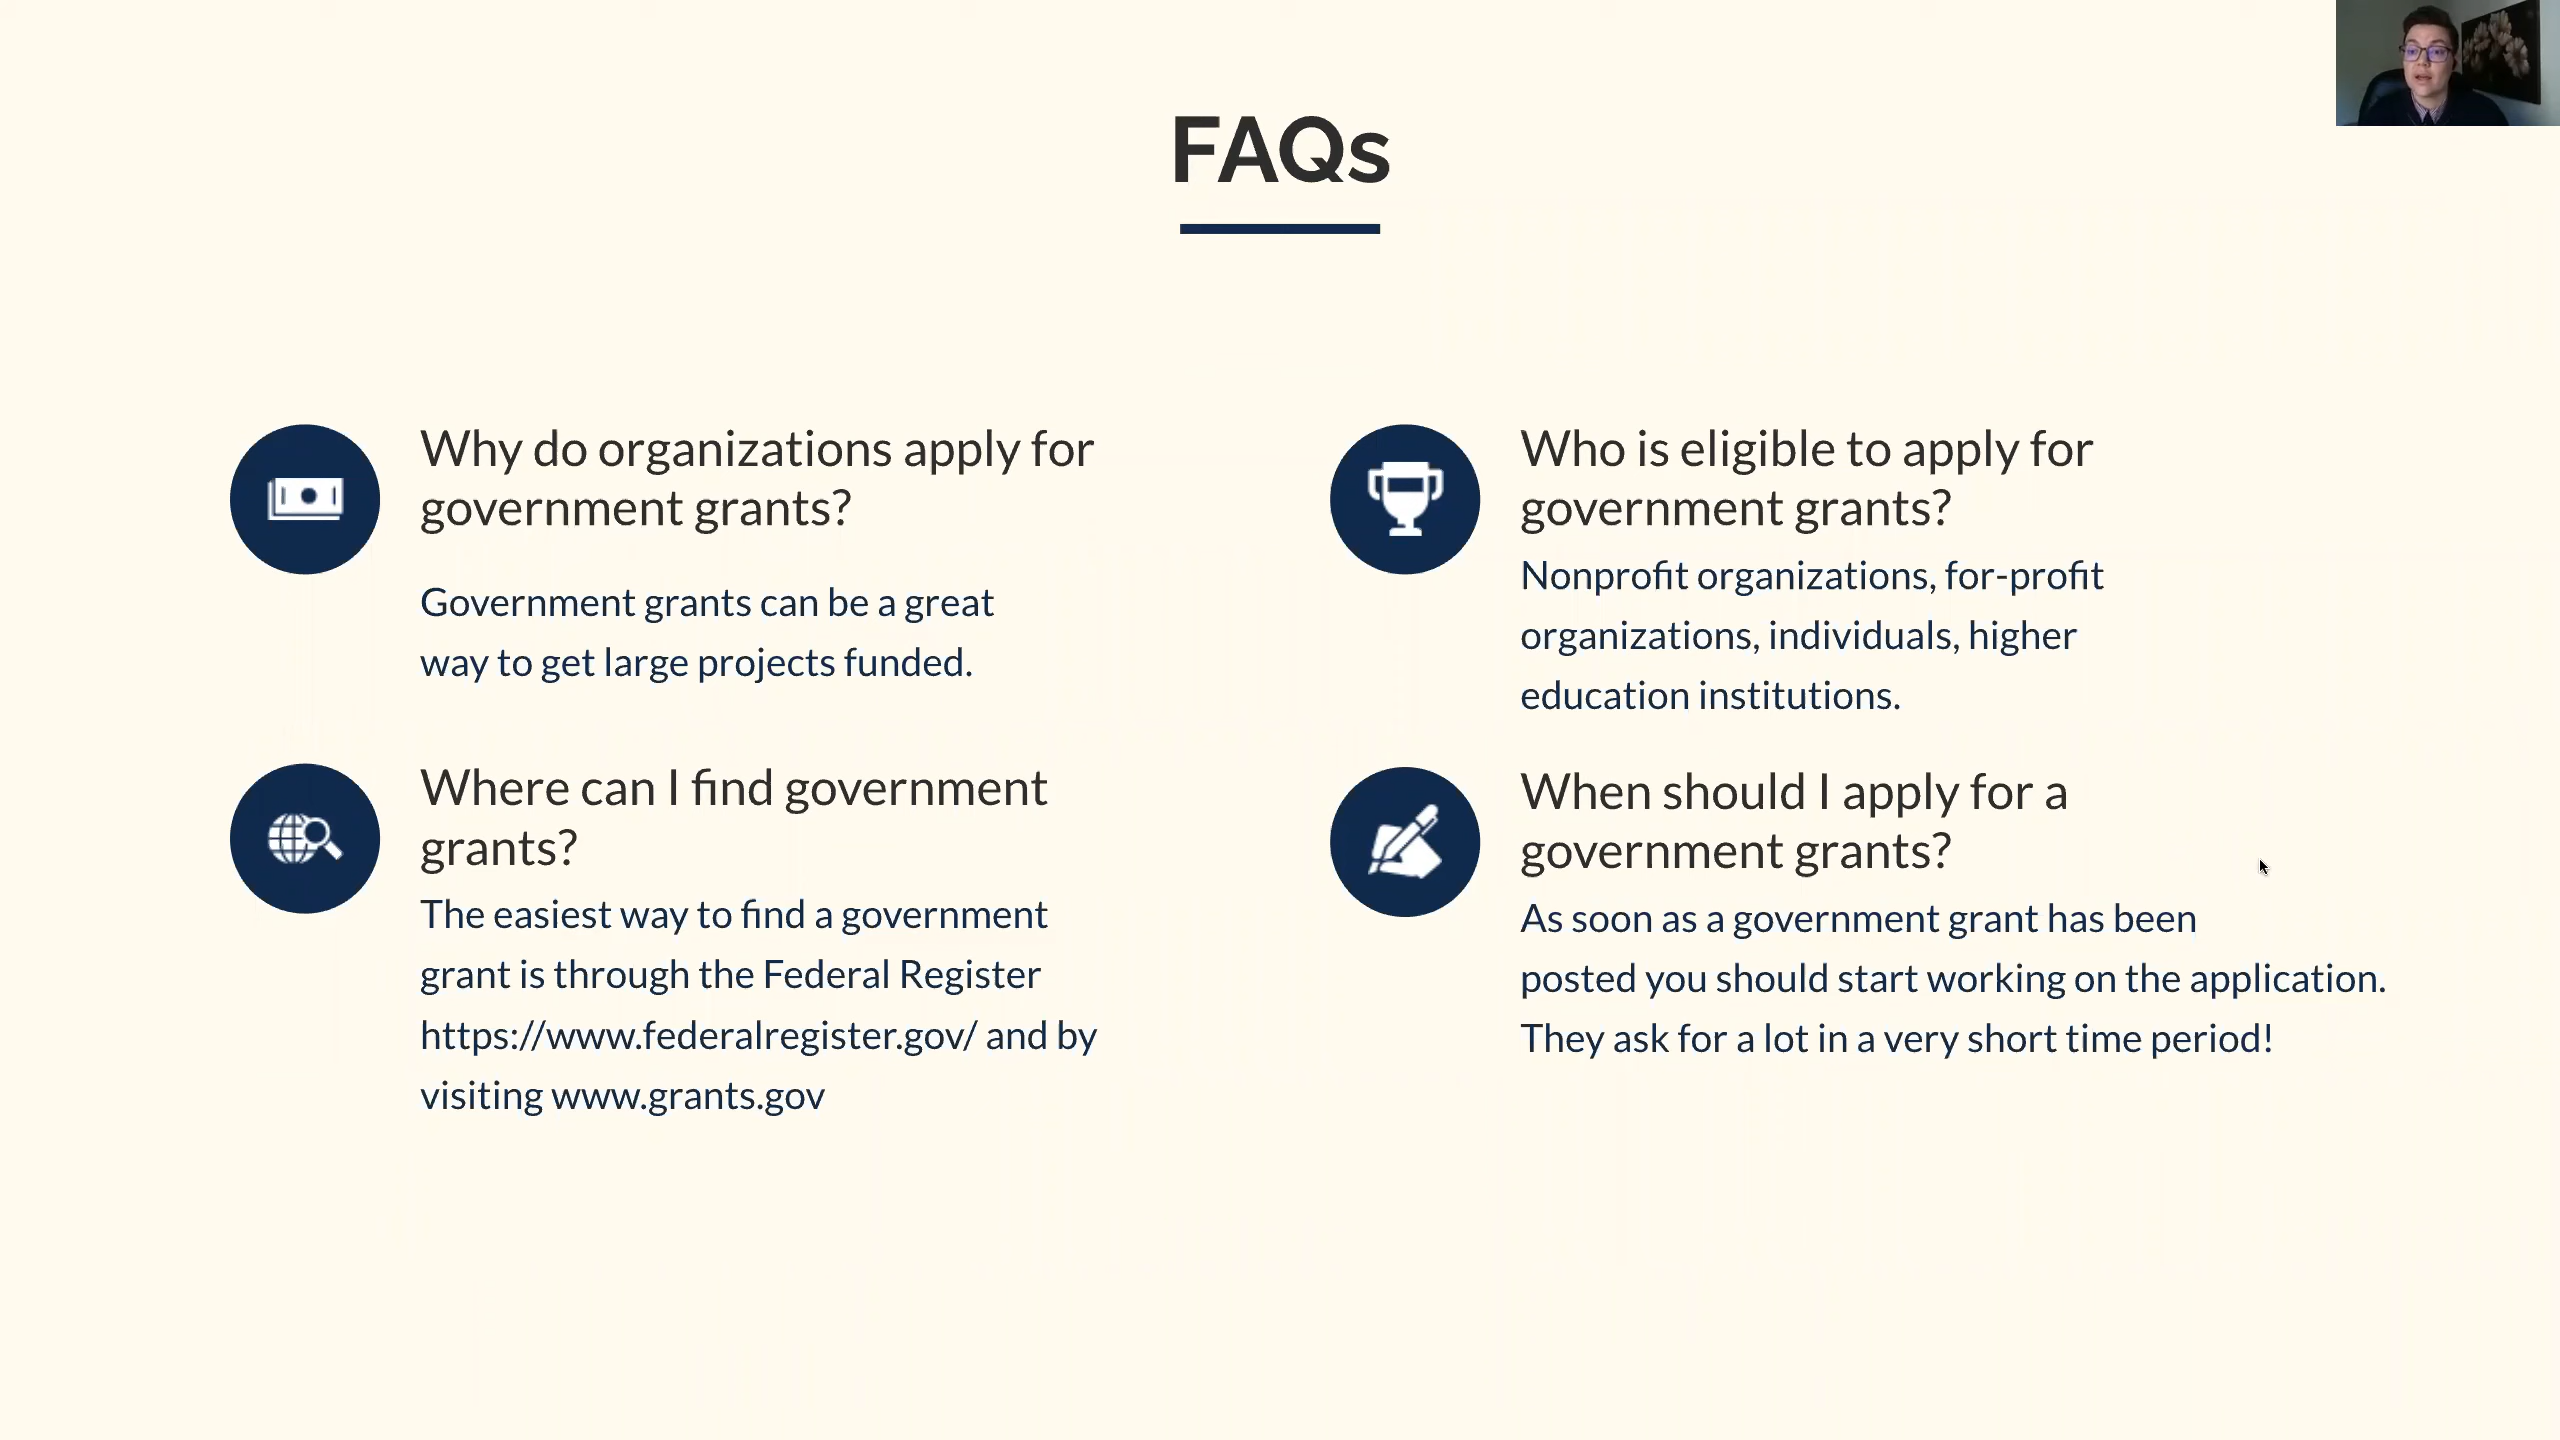 FAQs
Why do organizations apply for
government grants?
Government grants can be a great
way to get large projects funded.
Who is eligible to apply for
government grants?
Nonprofit organizations, for-profit
organizations, individuals, higher
education institutions.
Where can I find government
grants?
The easiest way to find a government
grant is through the Federal Register
https://www.federalregister.gov/ and by
visiting www.grants.gov
When should I apply for a
government grants?
As soon as a government grant has been
posted you should start working on the application.
They ask for a lot in a very short time period!